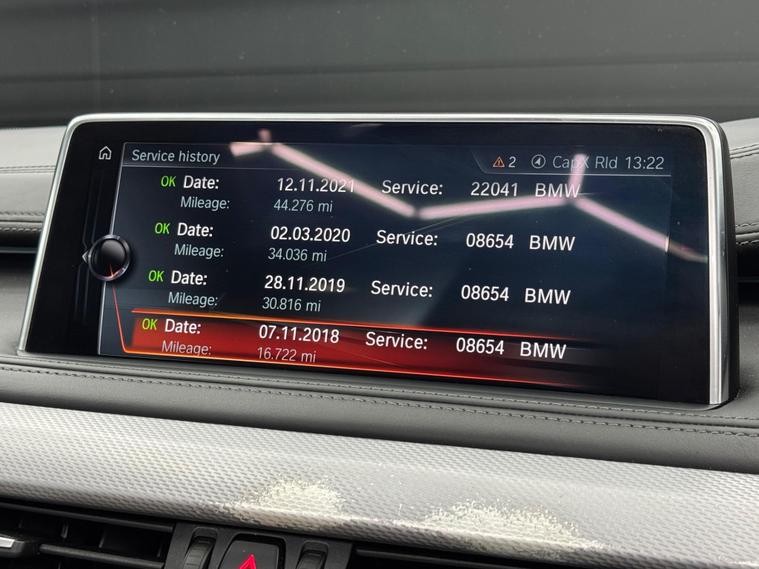 Service history 2 CapX Rld 13:22
OK Date: 12.11.2021 Service: 22041 BMW
Mileage: 44.276 mi
OK Date: 02.03.2020 Service: 08654 BMW
Mileage: 34.036 mi
OK Date: 28.11.2019 Service: 08654 BMW
Mileage: 30.816 mi
OK Date: 07.11.2018 Service: 08654 BMW
Mileage: 16.722 mi